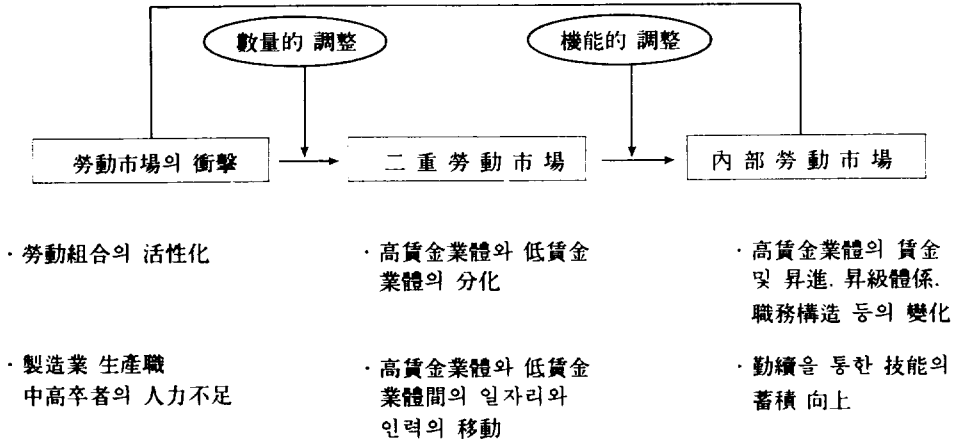 數量的 調整
機能的 調整
勞動市場의 衝擊
二重勞動市場
內部勞動市場
· 勞動組合의 活性化
· 製造業 生産職
中高卒者의 人力不足
· 高賃金業體와 低賃金
業體의 分化
· 高賃金業體와 低賃金
業體間의 일자리와
인력의 移動
· 高賃金業體의 賃金
및 昇進. 昇級體係.
職務構造 등의 變化
· 勤續을 통한 技能의
蓄積 向上